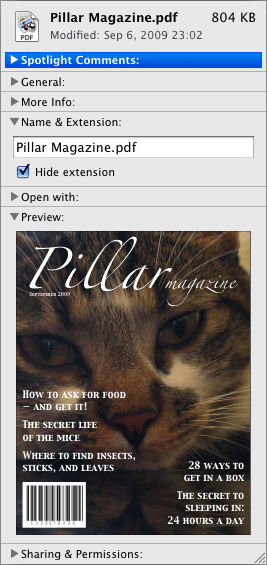 Pillar Magazine.pdf 804 KB
PDF
Modified: Sep 6, 2009 23:02
Spotlight Comments:
General:
More Info:
Name & Extension:
Pillar Magazine.pdf
Hide extension
Open with:
Preview:
Pillar magazine
September 2009
How to ask for food
– and get it!
The secret life
of the mice
Where to find insects,
sticks, and leaves
28 ways to
get in a box
The secret to
sleeping in:
24 hours a day
Sharing & Permissions: